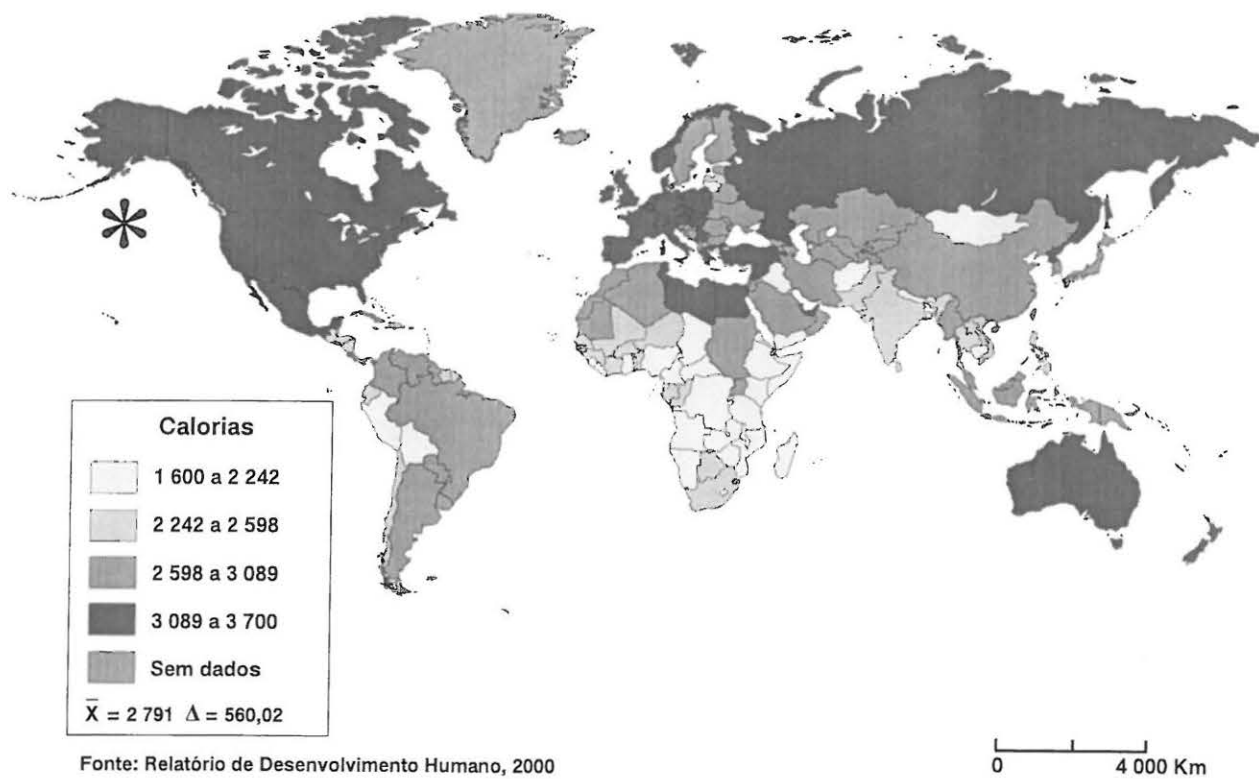 Calorias
1 600 a 2 242
2 242 a 2 598
2 598 a 3 089
3 089 a 3 700
Sem dados
X̅ = 2 791 Δ = 560,02
Fonte: Relatório de Desenvolvimento Humano, 2000
0 4 000 Km